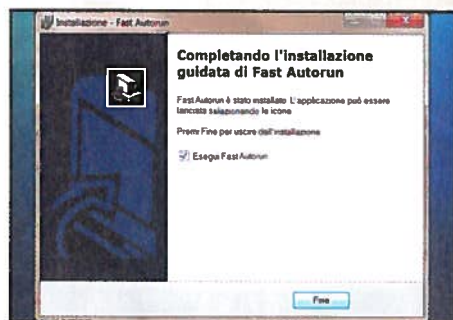 Installazione - Fast Autorun
Completando l'installazione
guidata di Fast Autorun
Fast Autorun è stato installato. L'applicazione può essere
lanciata selezionando le icone
Premi Fine per uscire dall'installazione
Esegui Fast Autorun
Fine